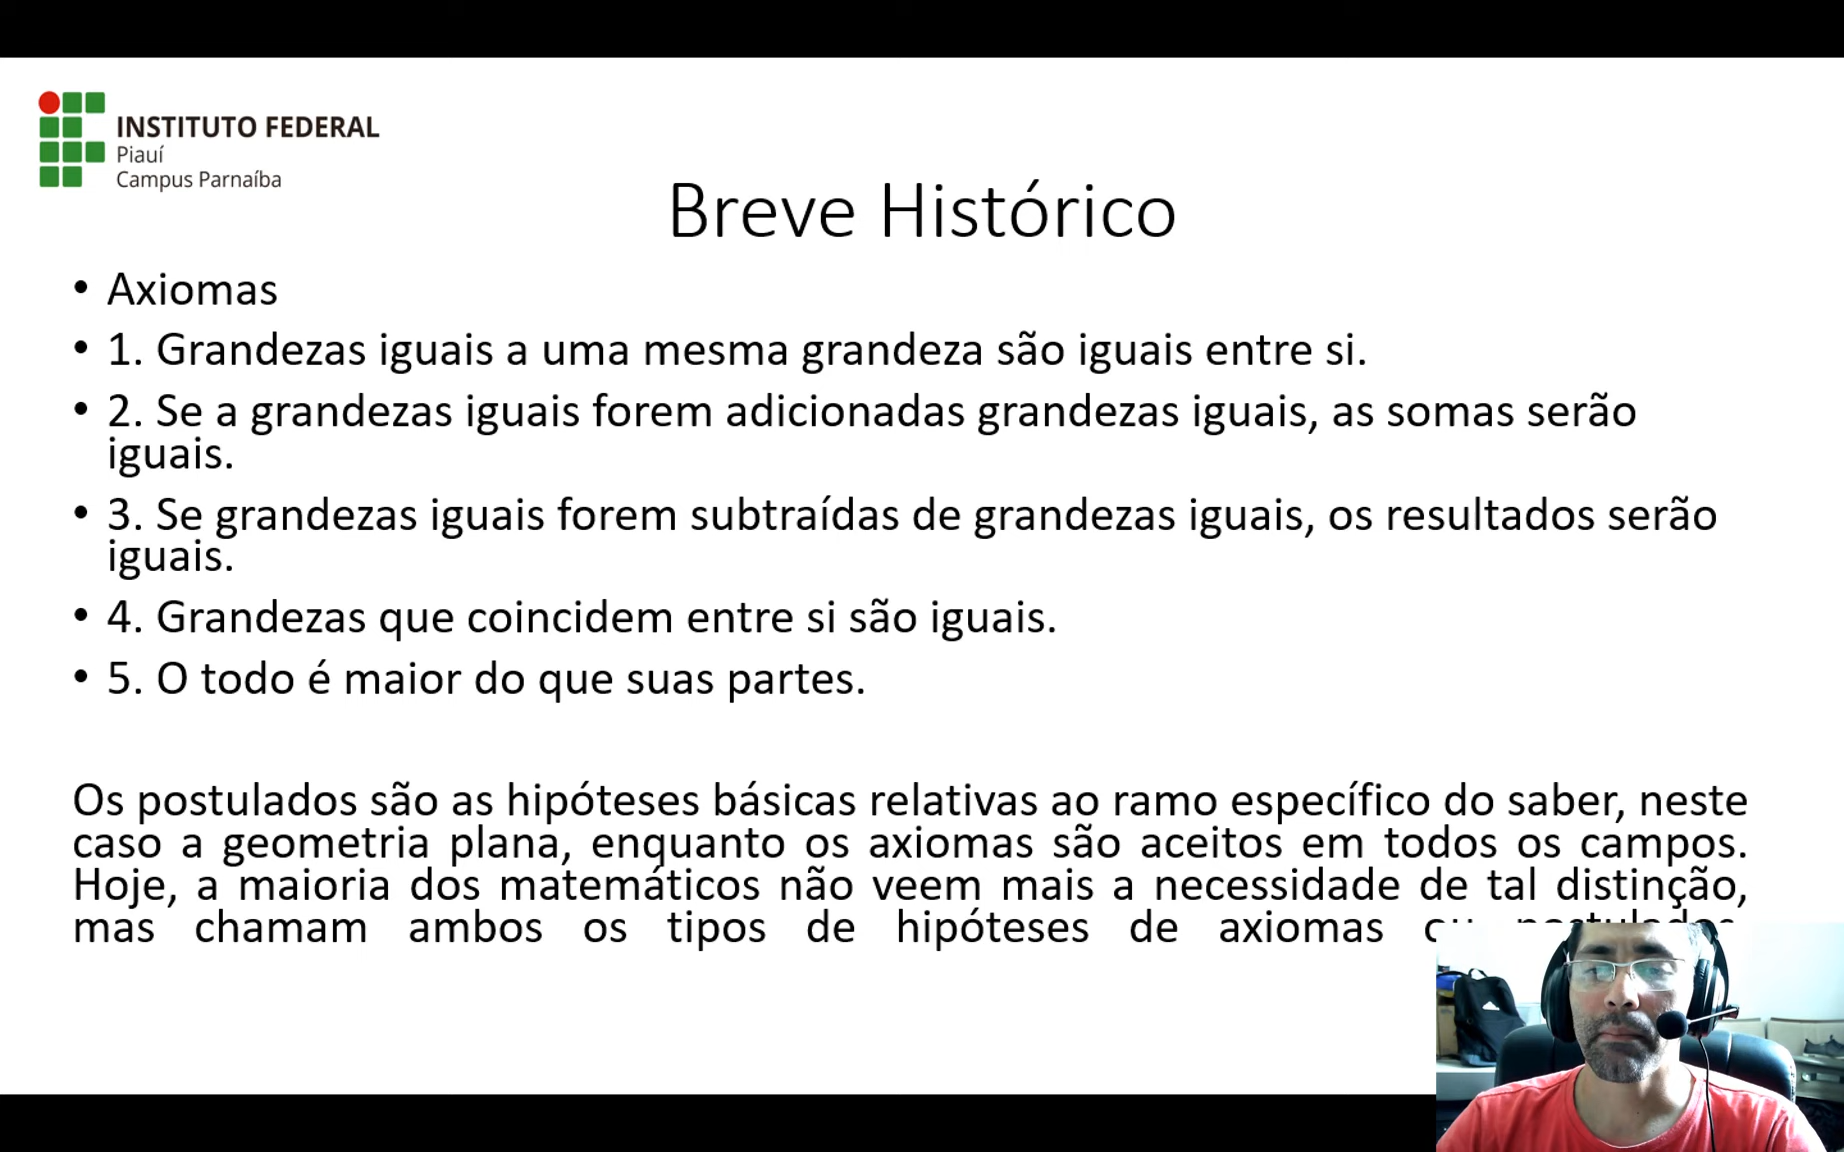 INSTITUTO FEDERAL
Piauí
Campus Parnaíba
Breve Histórico
• Axiomas
• 1. Grandezas iguais a uma mesma grandeza são iguais entre si.
• 2. Se a grandezas iguais forem adicionadas grandezas iguais, as somas serão
iguais.
• 3. Se grandezas iguais forem subtraídas de grandezas iguais, os resultados serão
iguais.
• 4. Grandezas que coincidem entre si são iguais.
• 5. O todo é maior do que suas partes.
Os postulados são as hipóteses básicas relativas ao ramo específico do saber, neste
caso a geometria plana, enquanto os axiomas são aceitos em todos os campos.
Hoje, a maioria dos matemáticos não veem mais a necessidade de tal distinção,
mas chamam ambos os tipos de hipóteses de axiomas ou postulados.